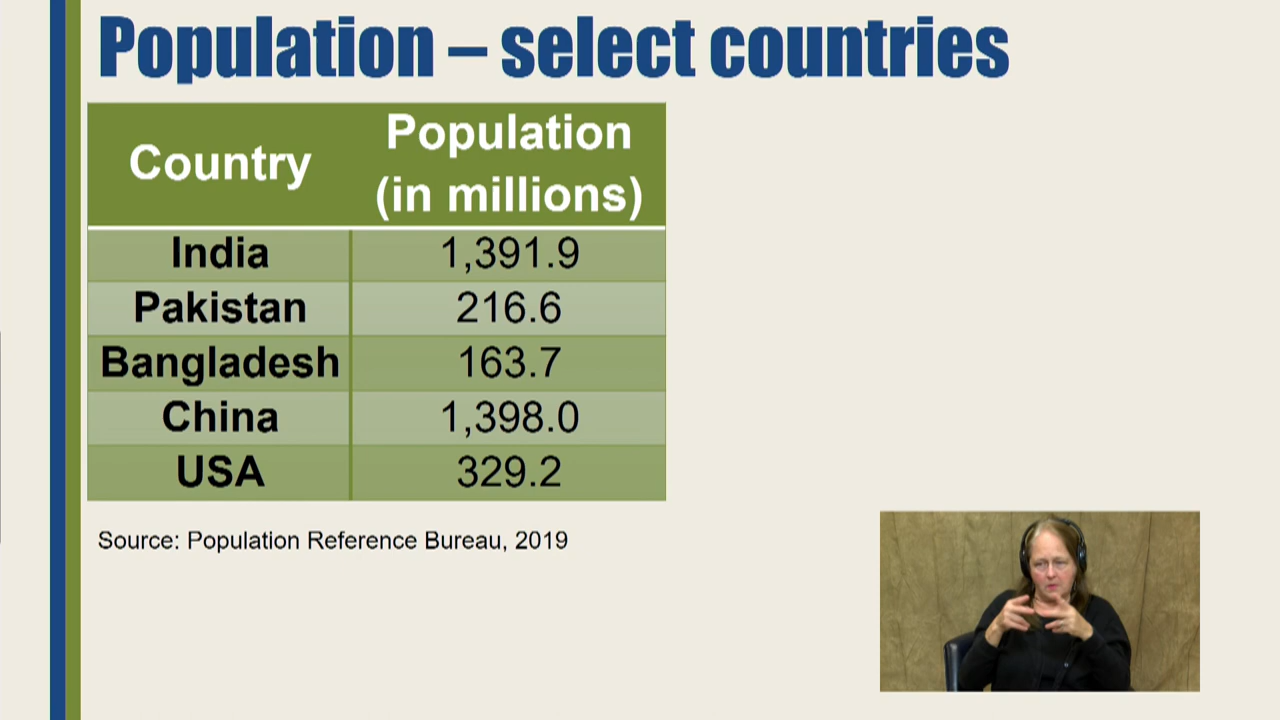 Population – select countries
Country
Population
(in millions)
India 1,391.9
Pakistan 216.6
Bangladesh 163.7
China 1,398.0
USA 329.2
Source: Population Reference Bureau, 2019